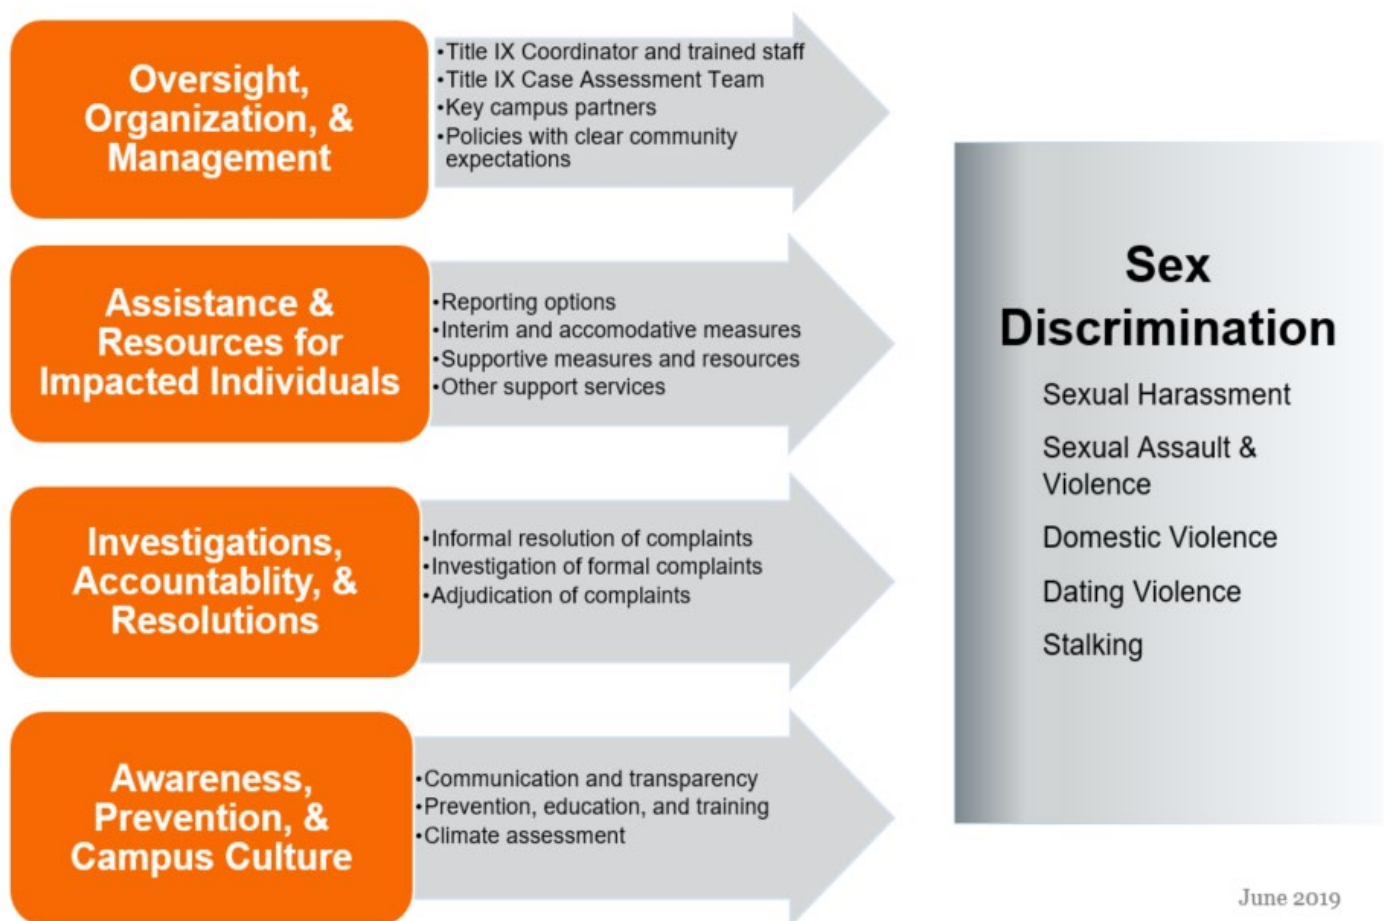 Oversight,
Organization, &
Management
•Title IX Coordinator and trained staff
•Title IX Case Assessment Team
•Key campus partners
•Policies with clear community
expectations
Assistance &
Resources for
Impacted Individuals
•Reporting options
•Interim and accomodative measures
•Supportive measures and resources
•Other support services
Investigations,
Accountablity, &
Resolutions
•Informal resolution of complaints
•Investigation of formal complaints
•Adjudication of complaints
Awareness,
Prevention, &
Campus Culture
•Communication and transparency
•Prevention, education, and training
•Climate assessment
Sex
Discrimination
Sexual Harassment
Sexual Assault &
Violence
Domestic Violence
Dating Violence
Stalking
June 2019